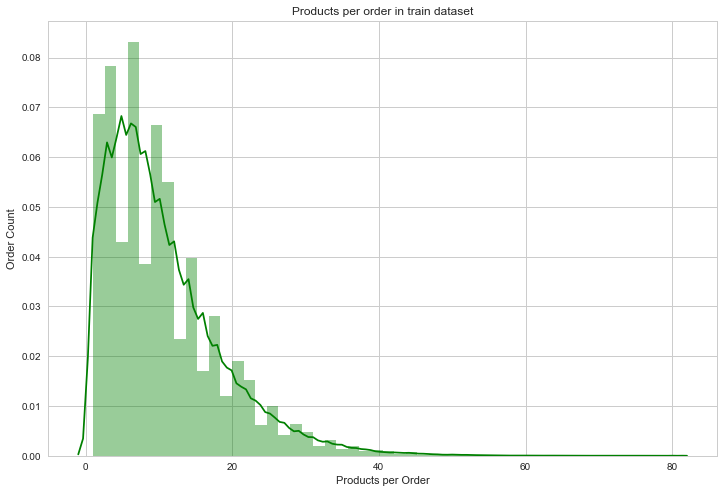 Products per order in train dataset
0.08
0.07
0.06
0.05
0.04
0.03
0.02
0.01
0.00
Order Count
0 20 40 60 80
Products per Order